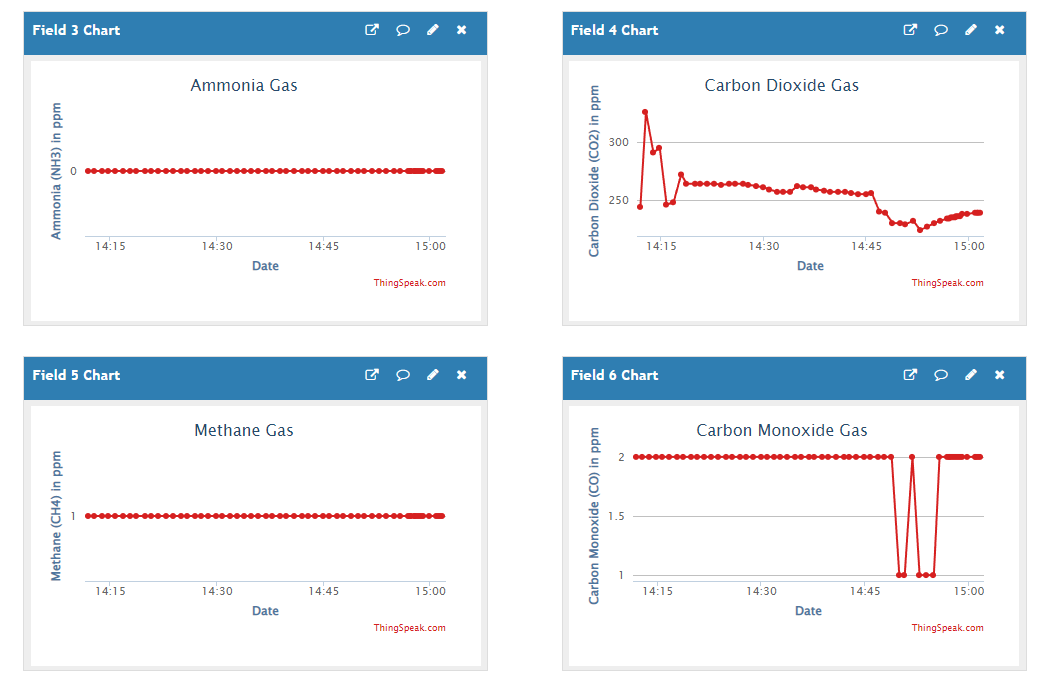 Field 3 Chart
Ammonia Gas
Ammonia (NH3) in ppm
0
14:15 14:30 14:45 15:00
Date
ThingSpeak.com
Field 4 Chart
Carbon Dioxide Gas
Carbon Dioxide (CO2) in ppm
300
250
14:15 14:30 14:45 15:00
Date
ThingSpeak.com
Field 5 Chart
Methane Gas
Methane (CH4) in ppm
1
14:15 14:30 14:45 15:00
Date
ThingSpeak.com
Field 6 Chart
Carbon Monoxide Gas
Carbon Monoxide (CO) in ppm
2
1.5
1
14:15 14:30 14:45 15:00
Date
ThingSpeak.com